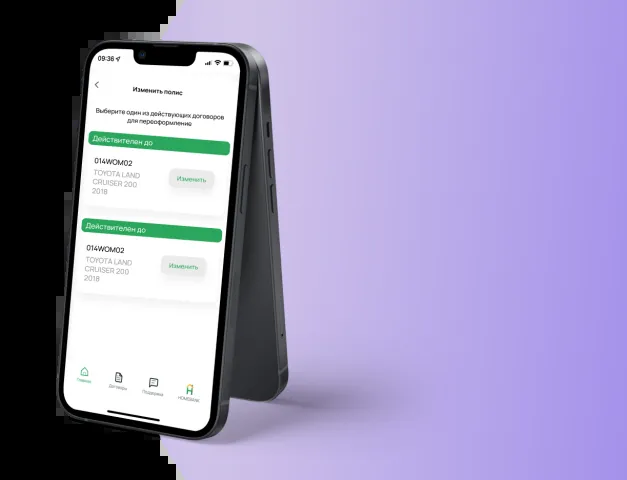 09:36
Изменить полис
Выберите один из действующих договоров
для переоформление
Действителен до
014WOM02
TOYOTA LAND
CRUISER 200
2018
Изменить
Действителен до
014WOM02
TOYOTA LAND
CRUISER 200
2018
Изменить
Главная
Договоры
Поддержка
HOMEBANK